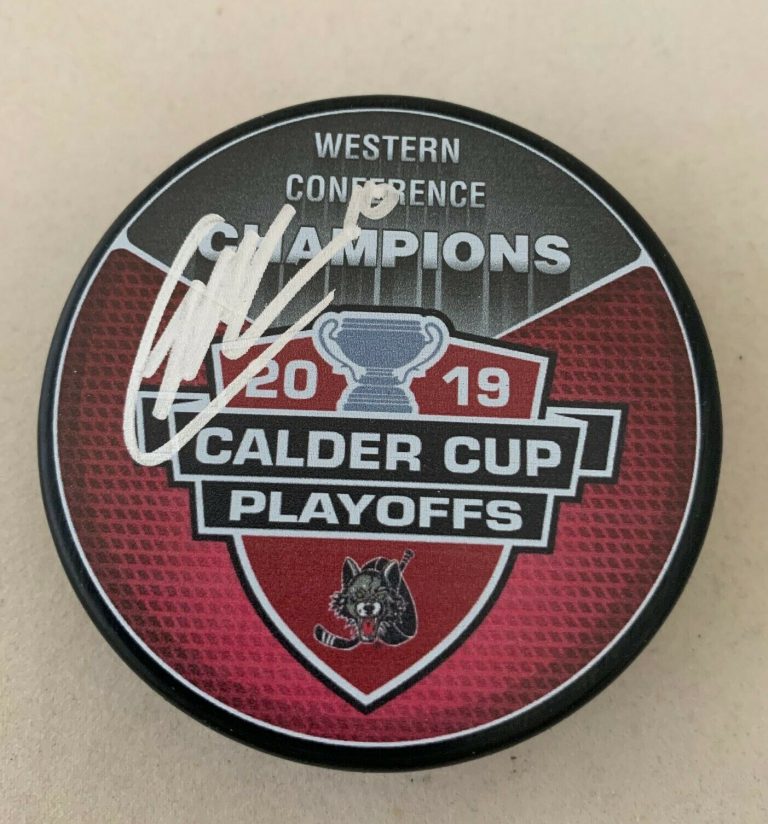 WESTERN
CONFERENCE
CHAMPIONS
20 19
CALDER CUP
PLAYOFFS